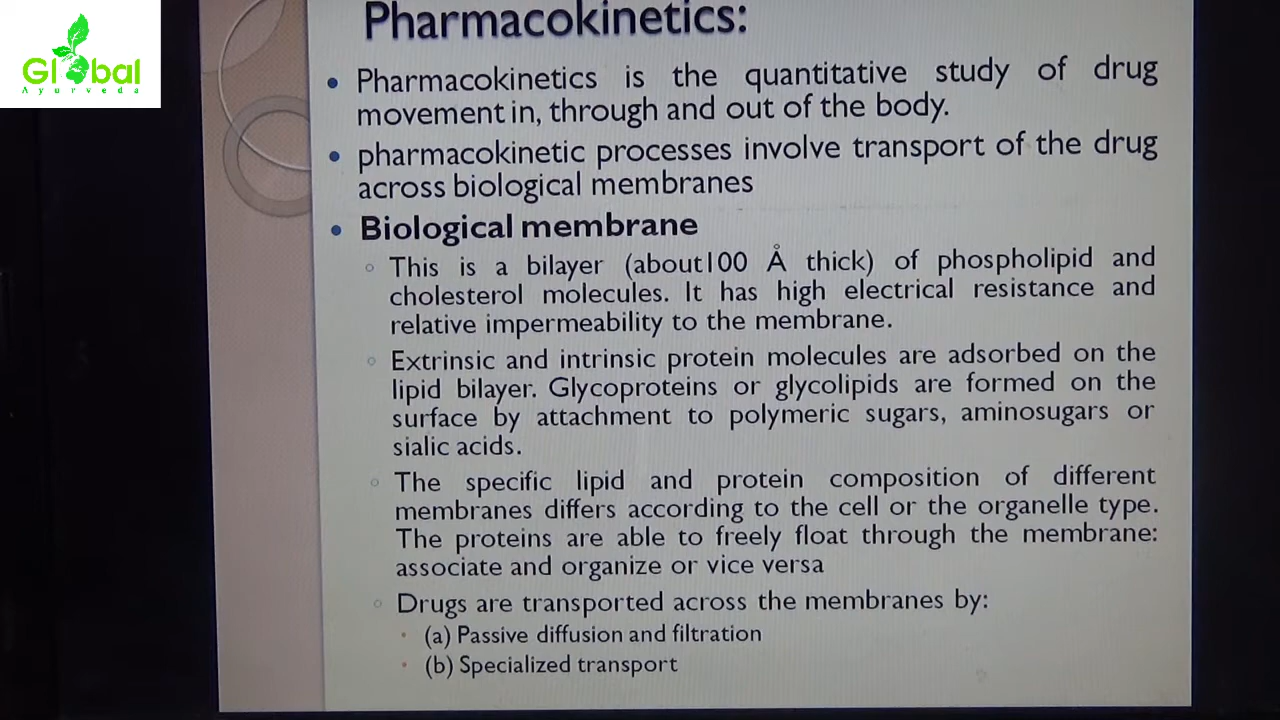 Global
Ayurveda
Pharmacokinetics:
• Pharmacokinetics is the quantitative study of drug
movement in, through and out of the body.
• pharmacokinetic processes involve transport of the drug
across biological membranes
• Biological membrane
◦ This is a bilayer (about100 Å thick) of phospholipid and
cholesterol molecules. It has high electrical resistance and
relative impermeability to the membrane.
◦ Extrinsic and intrinsic protein molecules are adsorbed on the
lipid bilayer. Glycoproteins or glycolipids are formed on the
surface by attachment to polymeric sugars, aminosugars or
sialic acids.
◦ The specific lipid and protein composition of different
membranes differs according to the cell or the organelle type.
The proteins are able to freely float through the membrane:
associate and organize or vice versa
◦ Drugs are transported across the membranes by:
• (a) Passive diffusion and filtration
• (b) Specialized transport